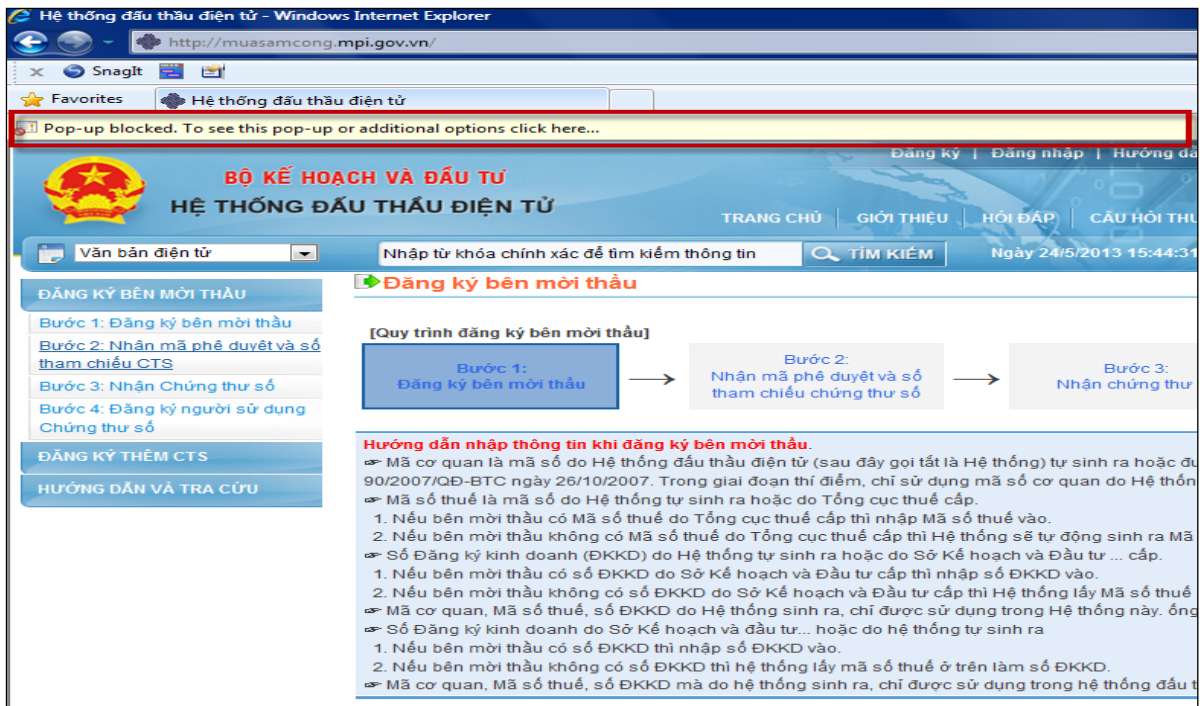 Hệ thống đấu thầu điện tử - Windows Internet Explorer
http://muasamcong.mpi.gov.vn/
x SnagIt
Favorites Hệ thống đấu thầu điện tử
Pop-up blocked. To see this pop-up or additional options click here...
Đăng ký | Đăng nhập | Hướng dẫ
BỘ KẾ HOẠCH VÀ ĐẦU TƯ
HỆ THỐNG ĐẤU THẦU ĐIỆN TỬ
TRANG CHỦ | GIỚI THIỆU | HỎI ĐÁP | CÂU HỎI THƯ
Văn bản điện tử Nhập từ khóa chính xác để tìm kiếm thông tin TÌM KIẾM Ngày 24/5/2013 15:44:31
ĐĂNG KÝ BÊN MỜI THẦU
Bước 1: Đăng ký bên mời thầu
Bước 2: Nhận mã phê duyệt và số
tham chiếu CTS
Bước 3: Nhận Chứng thư số
Bước 4: Đăng ký người sử dụng
Chứng thư số
ĐĂNG KÝ THÊM CTS
HƯỚNG DẪN VÀ TRA CỨU
Đăng ký bên mời thầu
[Quy trình đăng ký bên mời thầu]
Bước 1:
Đăng ký bên mời thầu
Bước 2:
Nhận mã phê duyệt và số
tham chiếu chứng thư số
Bước 3:
Nhận chứng thư
Hướng dẫn nhập thông tin khi đăng ký bên mời thầu.
☞ Mã cơ quan là mã số do Hệ thống đấu thầu điện tử (sau đây gọi tắt là Hệ thống) tự sinh ra hoặc đư
90/2007/QĐ-BTC ngày 26/10/2007. Trong giai đoạn thí điểm, chỉ sử dụng mã số cơ quan do Hệ thốn
☞ Mã số thuế là mã số do Hệ thống tự sinh ra hoặc do Tổng cục thuế cấp.
1. Nếu bên mời thầu có Mã số thuế do Tổng cục thuế cấp thì nhập Mã số thuế vào.
2. Nếu bên mời thầu không có Mã số thuế do Tổng cục thuế cấp thì Hệ thống sẽ tự động sinh ra Mã
☞ Số Đăng ký kinh doanh (ĐKKD) do Hệ thống tự sinh ra hoặc do Sở Kế hoạch và Đầu tư ... cấp.
1. Nếu bên mời thầu có số ĐKKD do Sở Kế hoạch và Đầu tư cấp thì nhập số ĐKKD vào.
2. Nếu bên mời thầu không có số ĐKKD do Sở Kế hoạch và Đầu tư cấp thì Hệ thống lấy Mã số thuế
☞ Mã cơ quan, Mã số thuế, số ĐKKD do Hệ thống sinh ra, chỉ được sử dụng trong Hệ thống này. ống
☞ Số Đăng ký kinh doanh do Sở Kế hoạch và đầu tư... hoặc do hệ thống tự sinh ra
1. Nếu bên mời thầu có số ĐKKD thì nhập số ĐKKD vào.
2. Nếu bên mời thầu không có số ĐKKD thì hệ thống lấy mã số thuế ở trên làm số ĐKKD.
☞ Mã cơ quan, Mã số thuế, số ĐKKD mà do hệ thống sinh ra, chỉ được sử dụng trong hệ thống đấu t